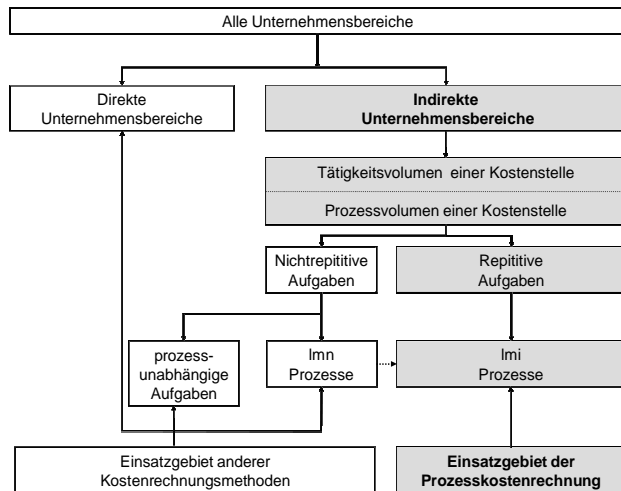 Alle Unternehmensbereiche
Direkte
Unternehmensbereiche
Indirekte
Unternehmensbereiche
Tätigkeitsvolumen einer Kostenstelle
Prozessvolumen einer Kostenstelle
Nichtrepititive
Aufgaben
Repititive
Aufgaben
prozess-
unabhängige
Aufgaben
lmn
Prozesse
lmi
Prozesse
Einsatzgebiet anderer
Kostenrechnungsmethoden
Einsatzgebiet der
Prozesskostenrechnung